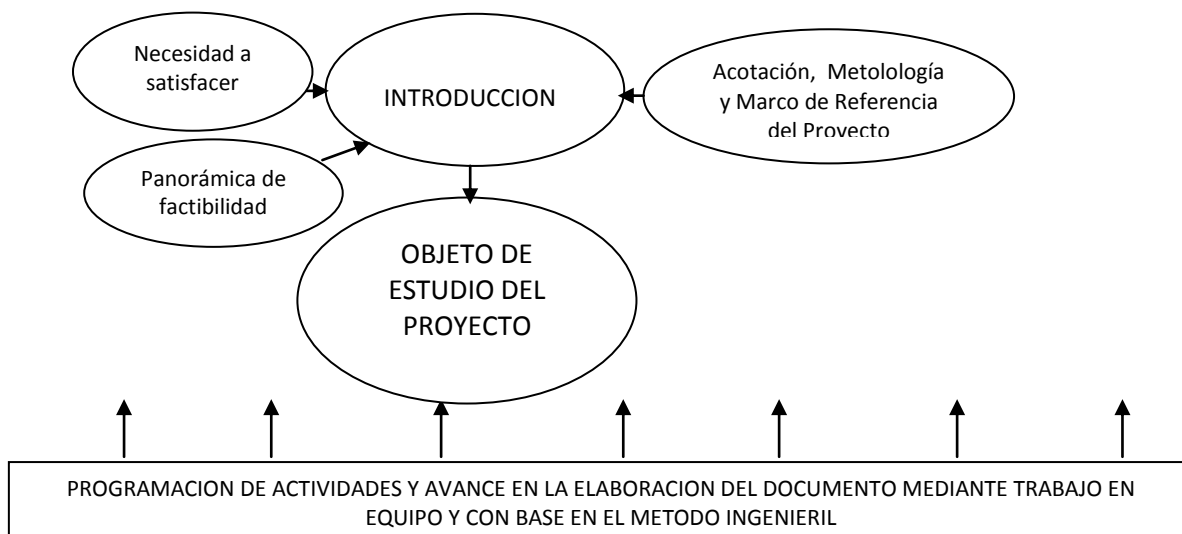 Necesidad a
satisfacer
INTRODUCCION
Acotación, Metolología
y Marco de Referencia
del Proyecto
Panorámica de
factibilidad
OBJETO DE
ESTUDIO DEL
PROYECTO
PROGRAMACION DE ACTIVIDADES Y AVANCE EN LA ELABORACION DEL DOCUMENTO MEDIANTE TRABAJO EN
EQUIPO Y CON BASE EN EL METODO INGENIERIL